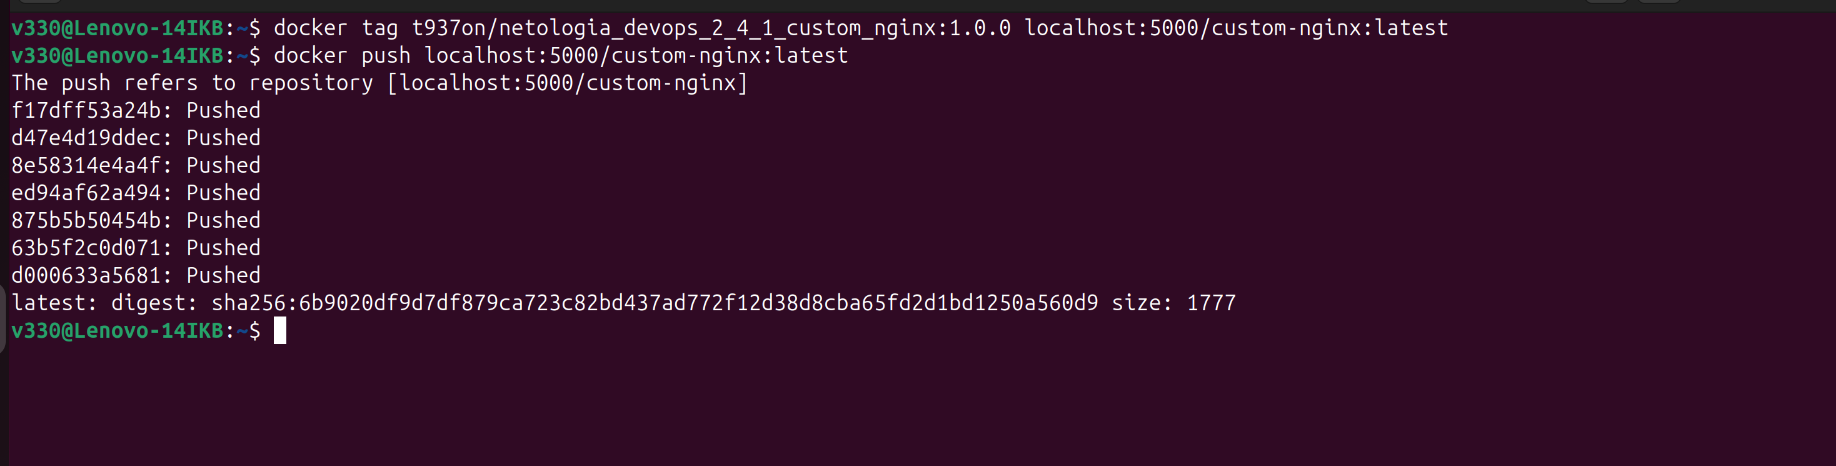 v330@Lenovo-14IKB:~$ docker tag t937on/netologia_devops_2_4_1_custom_nginx:1.0.0 localhost:5000/custom-nginx:latest
v330@Lenovo-14IKB:~$ docker push localhost:5000/custom-nginx:latest
The push refers to repository [localhost:5000/custom-nginx]
f17dff53a24b: Pushed
d47e4d19ddec: Pushed
8e58314e4a4f: Pushed
ed94af62a494: Pushed
875b5b50454b: Pushed
63b5f2c0d071: Pushed
d000633a5681: Pushed
latest: digest: sha256:6b9020df9d7df879ca723c82bd437ad772f12d38d8cba65fd2d1bd1250a560d9 size: 1777
v330@Lenovo-14IKB:~$